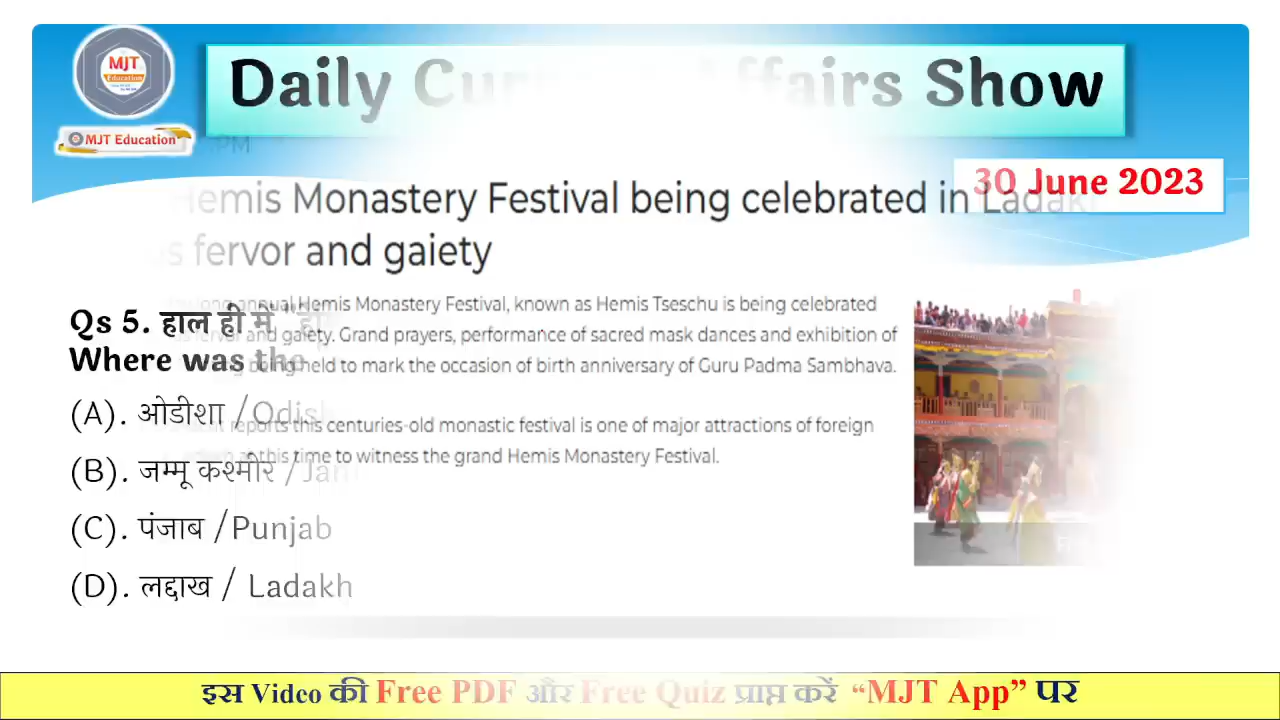 MJT
Education
MJT Education
Daily Cur ffairs Show
PM
30 June 2023
Hemis Monastery Festival being celebrated in Ladakh
fervor and gaiety
annual Hemis Monastery Festival, known as Hemis Tseschu is being celebrated
and gaiety. Grand prayers, performance of sacred mask dances and exhibition of
being held to mark the occasion of birth anniversary of Guru Padma Sambhava.
reports this centuries-old monastic festival is one of major attractions of foreign
at this time to witness the grand Hemis Monastery Festival.
Qs 5. हाल ही में
Where was the
(A). ओडीशा / Odish
(B). जम्मू कश्मीर / Jam
(C). पंजाब / Punjab
(D). लद्दाख / Ladakh
इस Video की Free PDF और Free Quiz प्राप्त करें “MJT App” पर